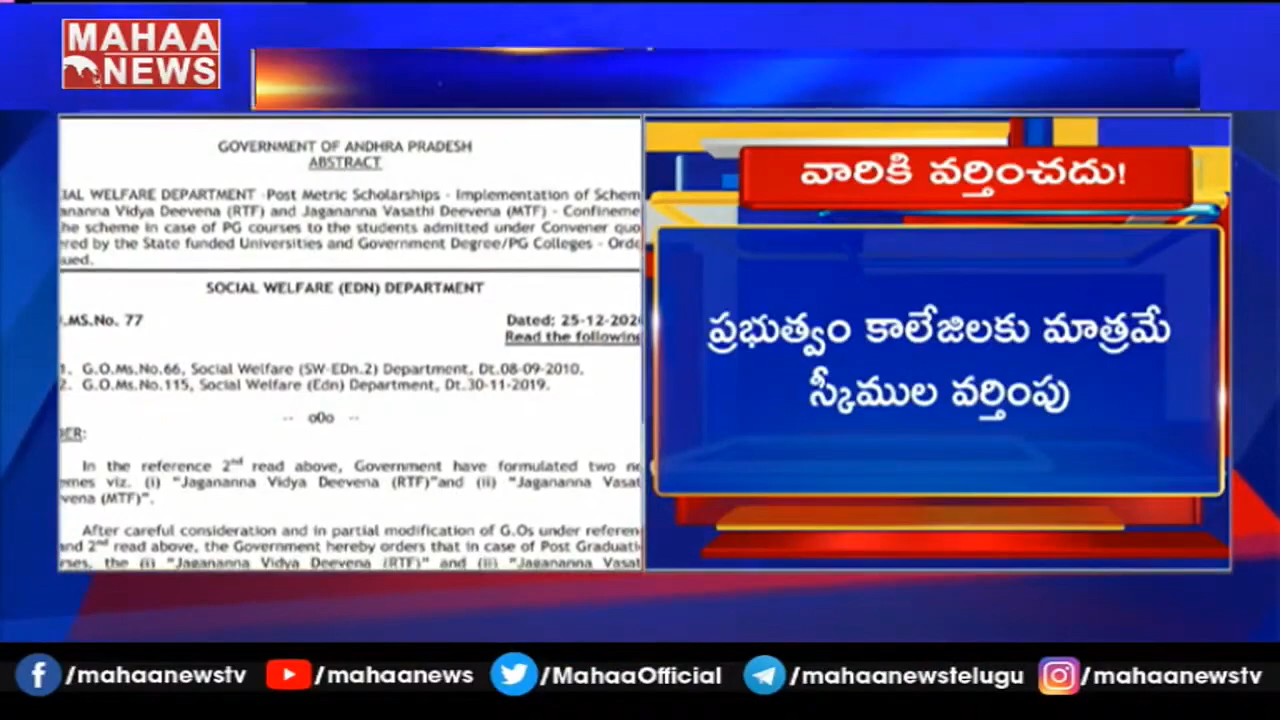 MAHAA
NEWS
GOVERNMENT OF ANDHRA PRADESH
ABSTRACT
IAL WELFARE DEPARTMENT -Post Metric Scholarships - Implementation of Schem
ananna Vidya Deevena (RTF) and Jagananna Vasathi Deevena (MTF) - Confineme
he scheme in case of PG courses to the students admitted under Convener quo
ered by the State funded Universities and Government Degree/PG Colleges - Orde
ued.
SOCIAL WELFARE (EDN) DEPARTMENT
.MS.No. 77
Dated: 25-12-202
Read the following
1. G.O.Ms.No.66, Social Welfare (SW-EDn.2) Department, Dt.08-09-2010.
2. G.O.Ms.No.115, Social Welfare (Edn) Department, Dt.30-11-2019.
-- o0o --
ER:
In the reference 2nd read above, Government have formulated two ne
emes viz. (i) "Jagananna Vidya Deevena (RTF)"and (ii) "Jagananna Vasat
vena (MTF)".
After careful consideration and in partial modification of G.Os under referen
nd 2nd read above, the Government hereby orders that in case of Post Graduati
rses, the (i) "Jagananna Vidya Deevena (RTF)" and (ii) "Jagananna Vasat
వారికి వర్తించదు!
ప్రభుత్వం కాలేజిలకు మాత్రమే
స్కీముల వర్తింపు
/mahaanewstv /mahaanews /MahaaOfficial /mahaanewstelugu /mahaanewstv